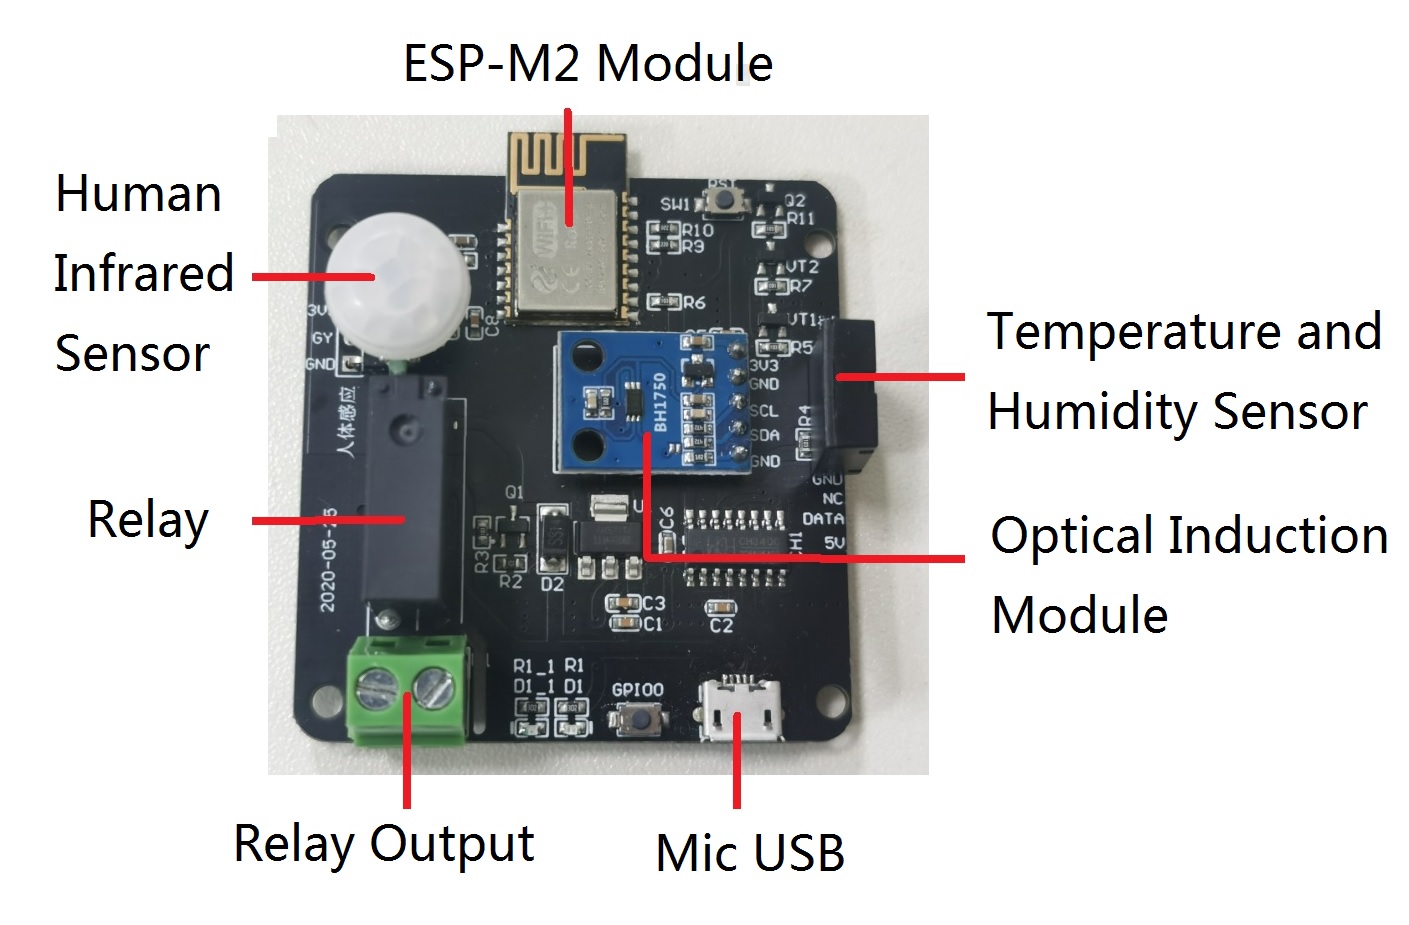 ESP-M2 Module
Human
Infrared
Sensor
Relay
Relay Output
Mic USB
Temperature and
Humidity Sensor
Optical Induction
Module
RST
SW1
Q2
R11
R10
R9
VT2
R7
R6
VT1
R5
3V3
GND
SCL
SDA
GND
BH1750
R4
GND
NC
DATA
5V
WiFi
CE
GY
GND
C8
人体感应
2020-05-25
Q1
R3
R2
D2
C6
C3
C1
C2
R1_1 R1
D1_1 D1
GPIO0